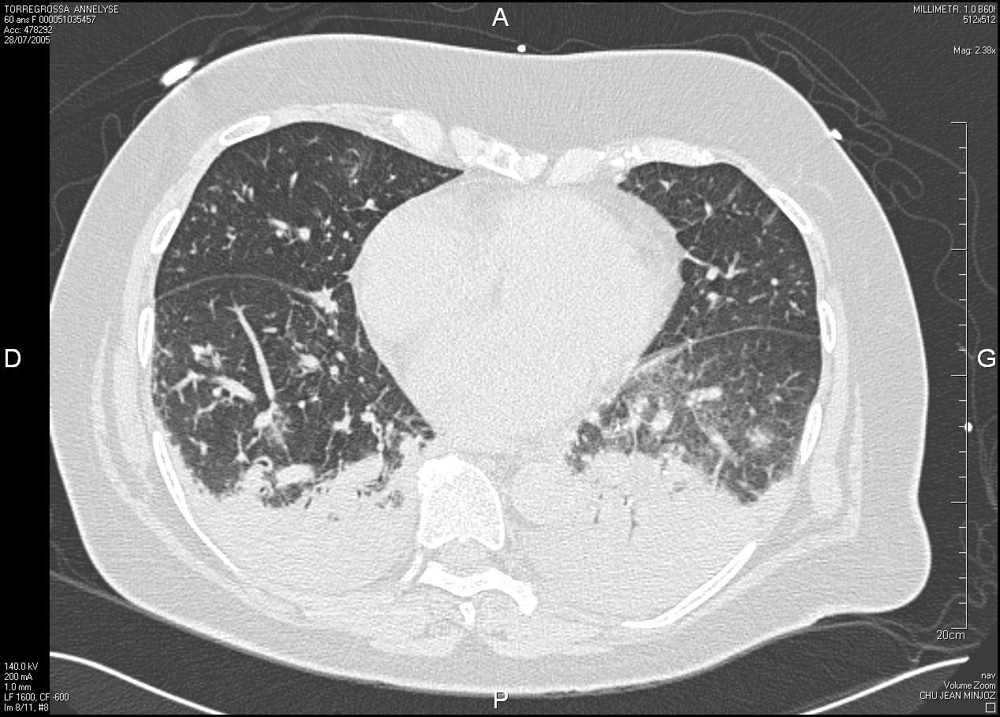 TORREGROSSA ANNELYSE
60 ans F 000051035457
Acc: 478292
28/07/2005
A
MILLIMETR. 1.0 B60f
512x512
Mag: 2.38x
D
G
20cm
140.0 kV
200 mA
1.0 mm
LF 1600, CF -600
Im 8/11, #8
P
nav
Volume Zoom
CHU JEAN MINJOZ